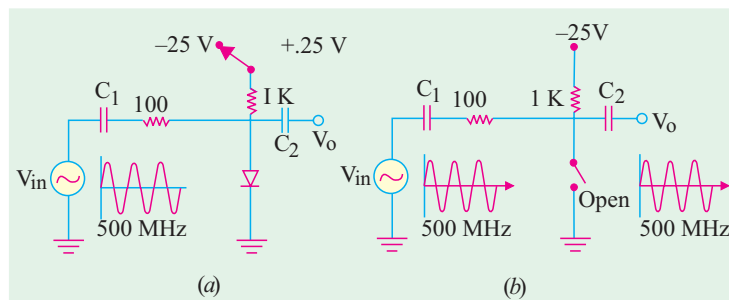 –25 V +.25 V
C1 100 I K
C2 Vo
Vin
500 MHz
(a)
–25V
C1 100 1 K C2
Vo
Vin
Open
500 MHz 500 MHz
(b)